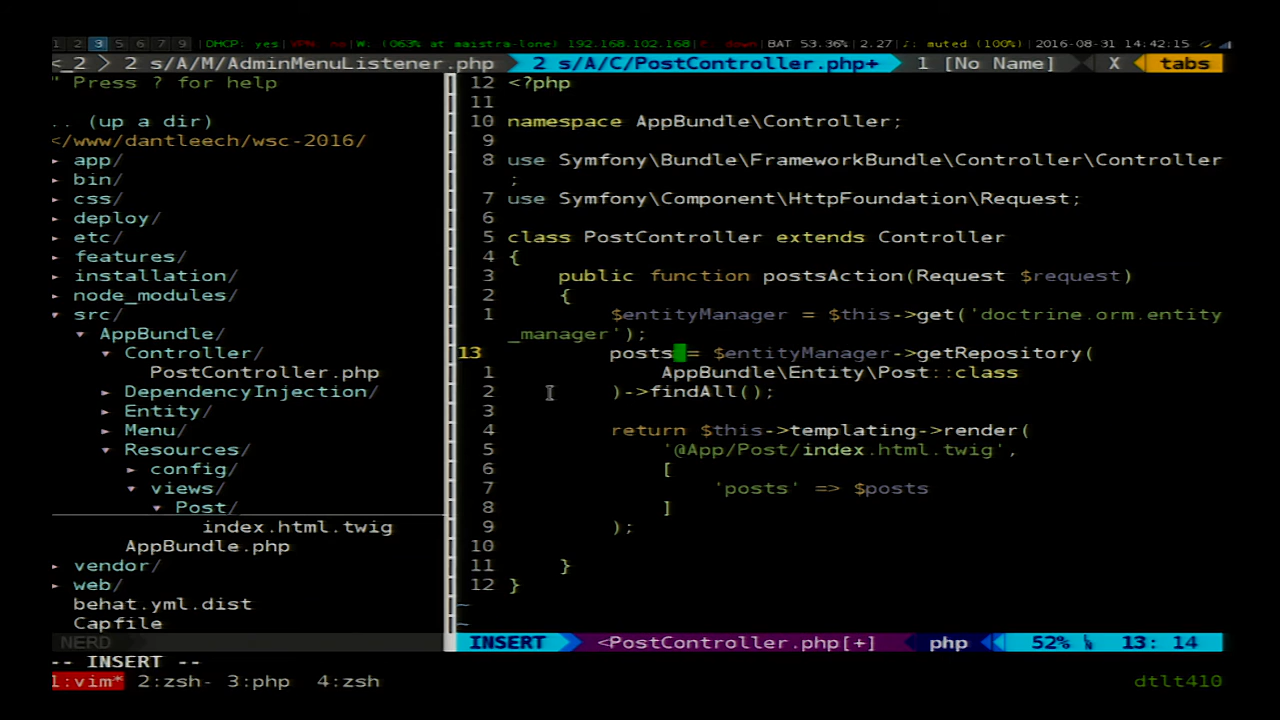 1 2 3 5 6 7 9 |DHCP: yes|VPN: no|W: (063% at maistra-lone) 192.168.102.168|E: down|BAT 53.36%|2.27|♪: muted (100%)|2016-08-31 14:42:15
<_2 > 2 s/A/M/AdminMenuListener.php > 2 s/A/C/PostController.php+ > 1 [No Name] X tabs
" Press ? for help
.. (up a dir)
</www/dantleech/wsc-2016/
▸ app/
▸ bin/
▸ css/
▸ deploy/
▸ etc/
▸ features/
▸ installation/
▸ node_modules/
▾ src/
▾ AppBundle/
▾ Controller/
PostController.php
▸ DependencyInjection/
▸ Entity/
▸ Menu/
▾ Resources/
▸ config/
▾ views/
▾ Post/
index.html.twig
AppBundle.php
▸ vendor/
▸ web/
behat.yml.dist
Capfile
NERD
12 <?php
11
10 namespace AppBundle\Controller;
9
8 use Symfony\Bundle\FrameworkBundle\Controller\Controller
;
7 use Symfony\Component\HttpFoundation\Request;
6
5 class PostController extends Controller
4 {
3 public function postsAction(Request $request)
2 {
1 $entityManager = $this->get('doctrine.orm.entity
_manager');
13 posts = $entityManager->getRepository(
1 AppBundle\Entity\Post::class
2 )->findAll();
3
4 return $this->templating->render(
5 '@App/Post/index.html.twig',
6 [
7 'posts' => $posts
8 ]
9 );
10
11 }
12 }
~
~
INSERT <PostController.php[+] php 52% 13: 14
-- INSERT --
1:vim* 2:zsh- 3:php 4:zsh dtlt410